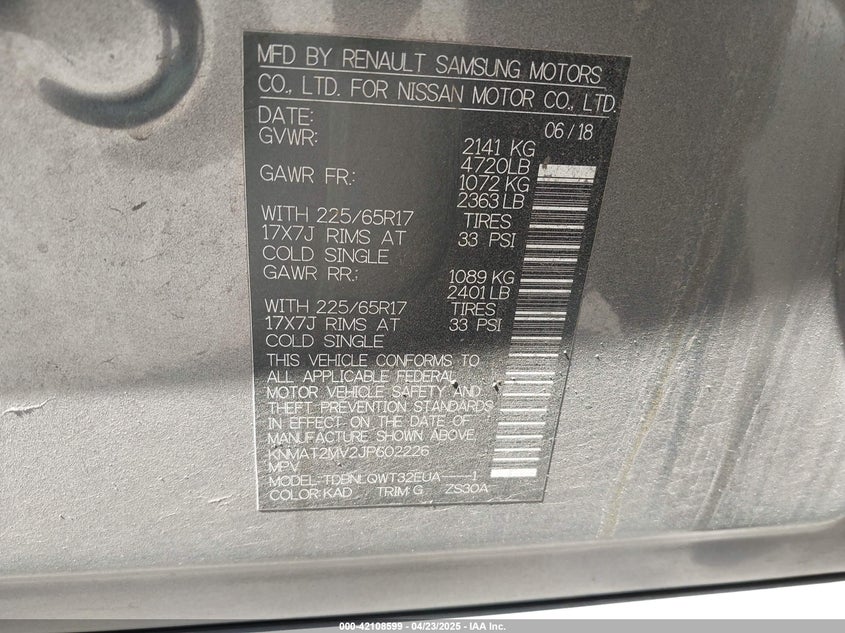 MFD BY RENAULT SAMSUNG MOTORS
CO., LTD. FOR NISSAN MOTOR CO., LTD.
DATE: 06/18
GVWR: 2141 KG
4720LB
GAWR FR.: 1072 KG
2363 LB
WITH 225/65R17 TIRES
17X7J RIMS AT 33 PSI
COLD SINGLE
GAWR RR.: 1089 KG
2401 LB
WITH 225/65R17 TIRES
17X7J RIMS AT 33 PSI
COLD SINGLE
THIS VEHICLE CONFORMS TO
ALL APPLICABLE FEDERAL
MOTOR VEHICLE SAFETY AND
THEFT PREVENTION STANDARDS
IN EFFECT ON THE DATE OF
MANUFACTURE SHOWN ABOVE.
KNMAT2MV2JP602226
MPV
MODEL:TDBNLQWT32EUA----1
COLOR:KAD TRIM:G ZS30A
000-42108599 — 04/23/2025 — IAA Inc.